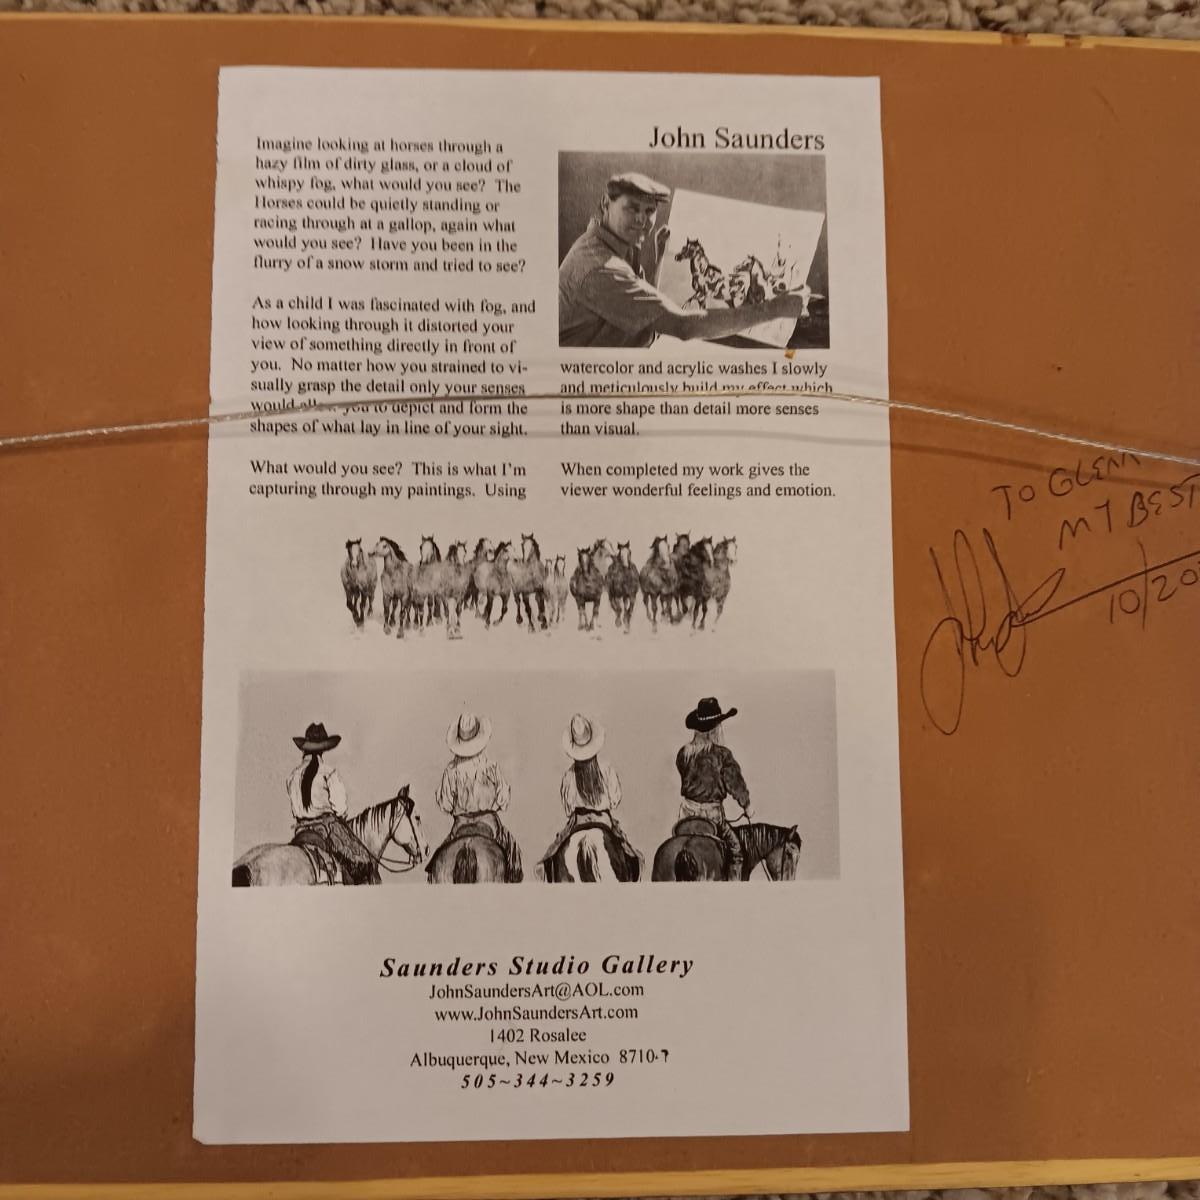 John Saunders
Imagine looking at horses through a
hazy film of dirty glass, or a cloud of
whispy fog, what would you see? The
Horses could be quietly standing or
racing through at a gallop, again what
would you see? Have you been in the
flurry of a snow storm and tried to see?
As a child I was fascinated with fog, and
how looking through it distorted your
view of something directly in front of
you. No matter how you strained to vi-
sually grasp the detail only your senses
would you to depict and form the
shapes of what lay in line of your sight.
What would you see? This is what I'm
capturing through my paintings. Using
watercolor and acrylic washes I slowly
and meticulously build my effect which
is more shape than detail more senses
than visual.
When completed my work gives the
viewer wonderful feelings and emotion.
TO GLENN
MY BEST
10/20
Saunders Studio Gallery
JohnSaundersArt@AOL.com
www.JohnSaundersArt.com
1402 Rosalee
Albuquerque, New Mexico 8710
505~344~3259